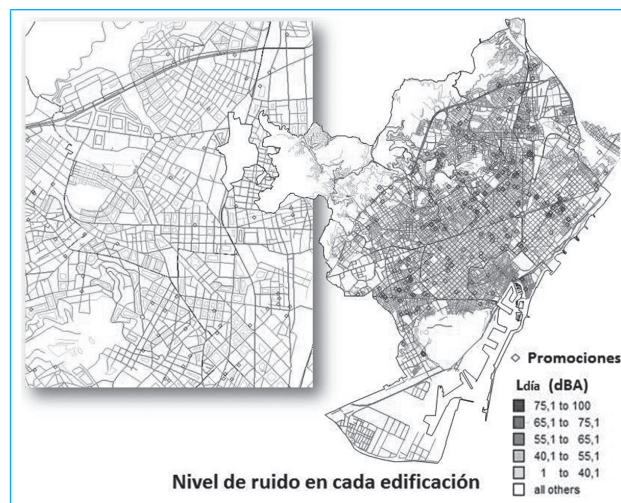 Promociones
Ldía (dBA)
75,1 to 100
65,1 to 75,1
55,1 to 65,1
40,1 to 55,1
1 to 40,1
all others
Nivel de ruido en cada edificación